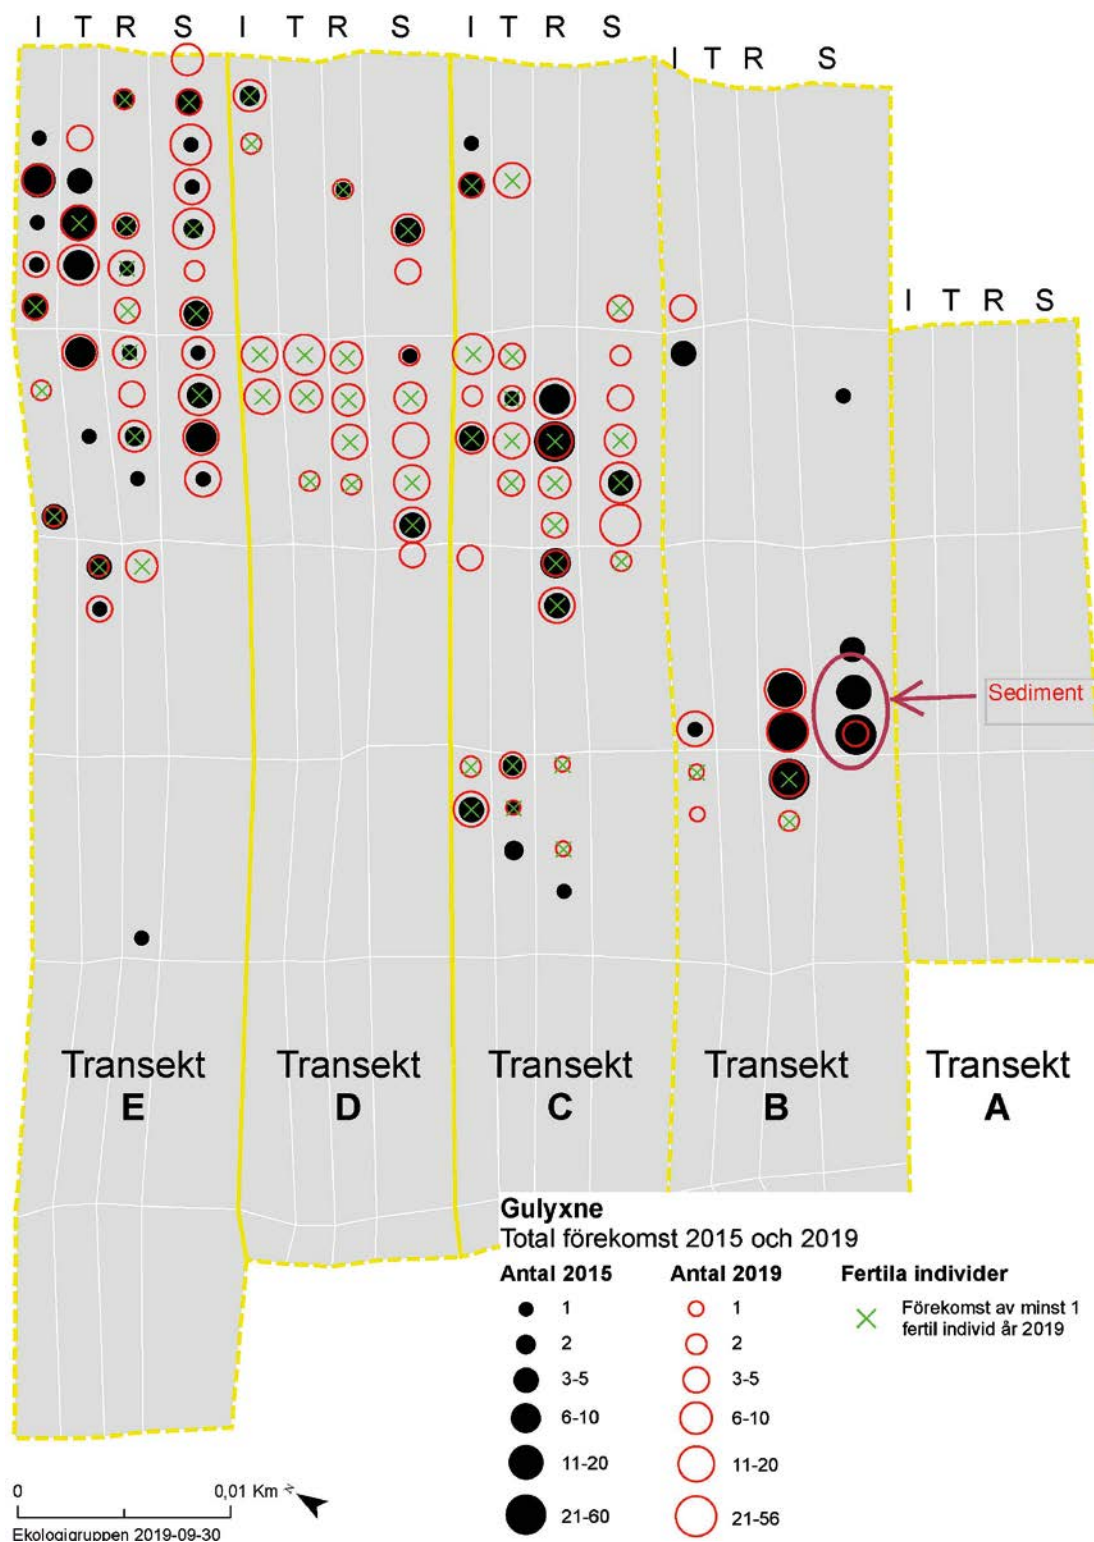 I T R S I T R S I T R S
I T R S
I T R S
Sediment
Transekt
E
Transekt
D
Transekt
C
Transekt
B
Transekt
A
Gulyxne
Total förekomst 2015 och 2019
Antal 2015 Antal 2019 Fertila individer
1 1 Förekomst av minst 1
fertil individ år 2019
2 2
3-5 3-5
6-10 6-10
11-20 11-20
21-60 21-56
0 0,01 Km N
Ekologigruppen 2019-09-30